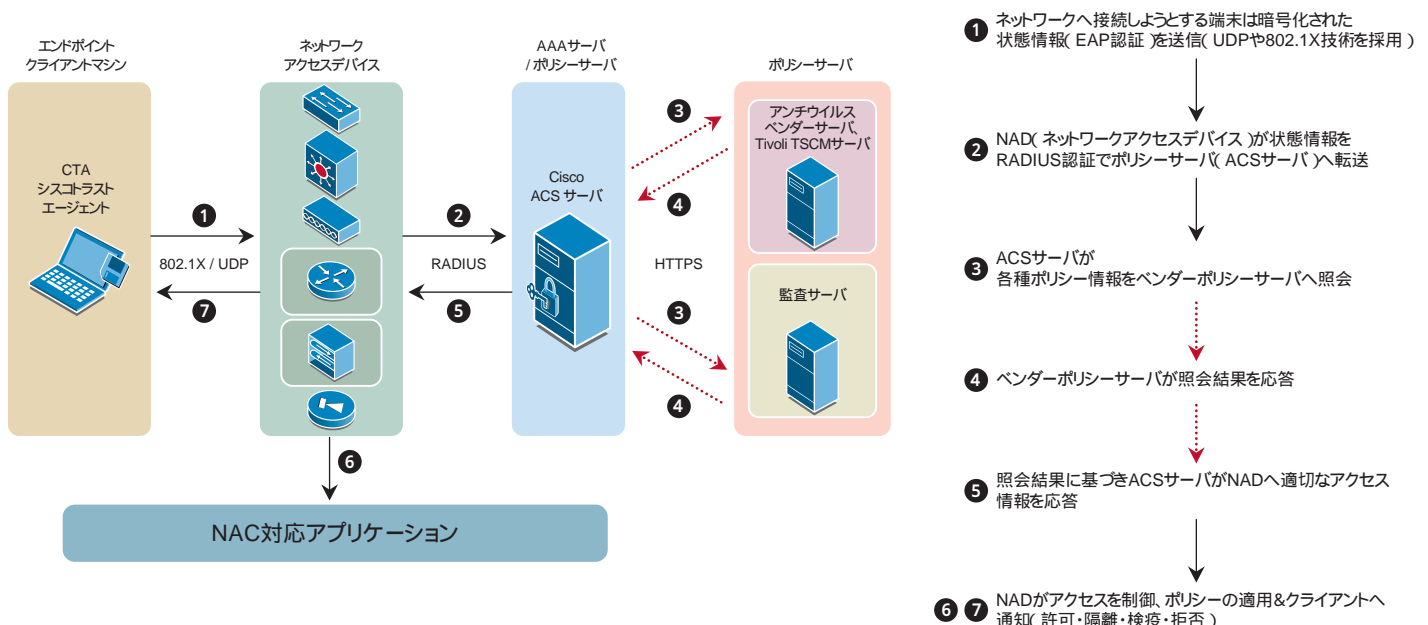 エンドポイント
クライアントマシン
ネットワーク
アクセスデバイス
AAAサーバ
/ ポリシーサーバ
ポリシーサーバ
CTA
シスコトラスト
エージェント
1
802.1X / UDP
7
2
RADIUS
5
Cisco
ACS サーバ
3
4
HTTPS
3
4
アンチウイルス
ベンダーサーバ、
Tivoli TSCMサーバ
監査サーバ
6
NAC対応アプリケーション
1 ネットワークへ接続しようとする端末は暗号化された
状態情報( EAP認証 )を送信( UDPや802.1X技術を採用 )
2 NAD( ネットワークアクセスデバイス )が状態情報を
RADIUS認証でポリシーサーバ( ACSサーバ )へ転送
3 ACSサーバが
各種ポリシー情報をベンダーポリシーサーバへ照会
4 ベンダーポリシーサーバが照会結果を応答
5 照会結果に基づきACSサーバがNADへ適切なアクセス
情報を応答
6 7 NADがアクセスを制御、ポリシーの適用&クライアントへ
通知( 許可・隔離・検疫・拒否 )